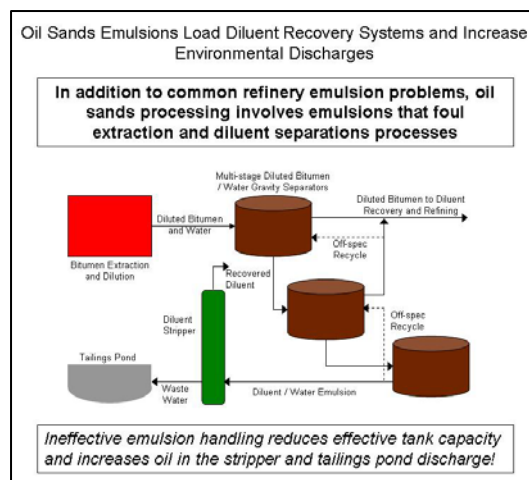 Oil Sands Emulsions Load Diluent Recovery Systems and Increase
Environmental Discharges
In addition to common refinery emulsion problems, oil
sands processing involves emulsions that foul
extraction and diluent separations processes
Multi-stage Diluted Bitumen
/ Water Gravity Separators
Diluted Bitumen to Diluent
Recovery and Refining
Diluted Bitumen
and Water
Off-spec
Recycle
Bitumen Extraction
and Dilution
Recovered
Diluent
Diluent
Stripper
Off-spec
Recycle
Tailings Pond
Waste
Water
Diluent / Water Emulsion
Ineffective emulsion handling reduces effective tank capacity
and increases oil in the stripper and tailings pond discharge!